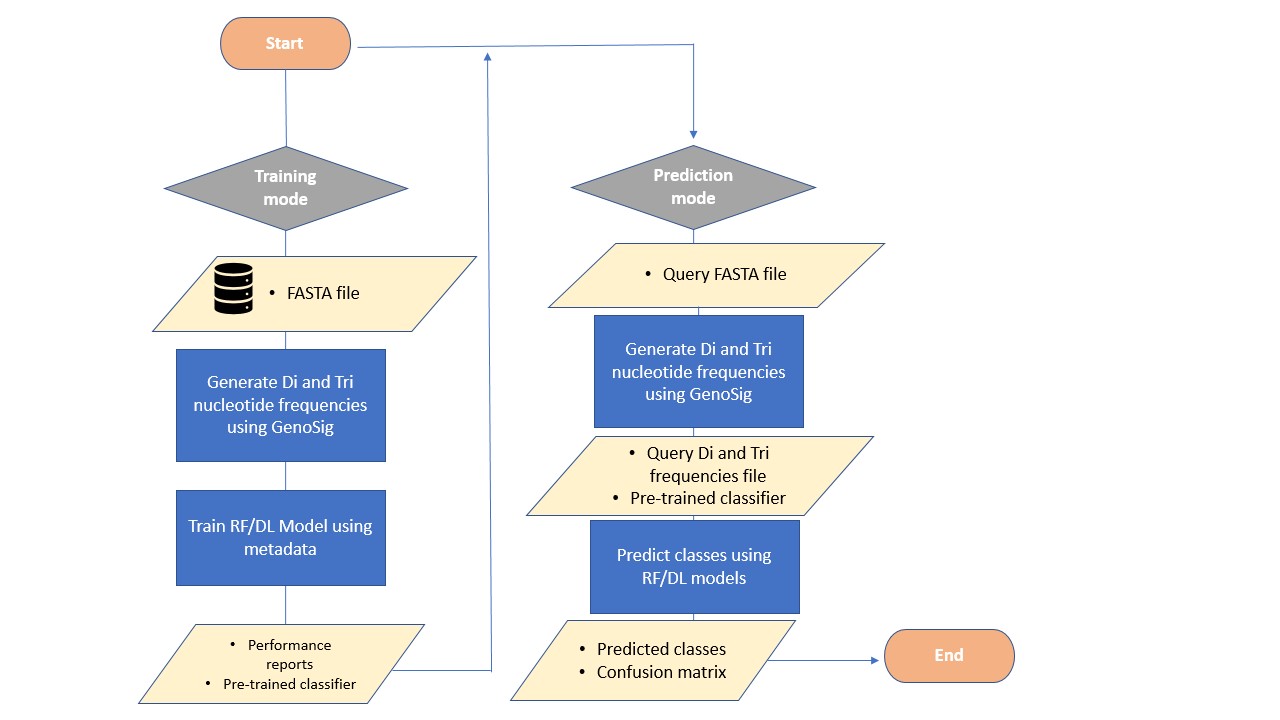 Start
Training
mode
• FASTA file
Generate Di and Tri
nucleotide frequencies
using GenoSig
Train RF/DL Model using
metadata
• Performance
reports
• Pre-trained classifier
Prediction
mode
• Query FASTA file
Generate Di and Tri
nucleotide frequencies
using GenoSig
• Query Di and Tri
frequencies file
• Pre-trained classifier
Predict classes using
RF/DL models
• Predicted classes
• Confusion matrix
End